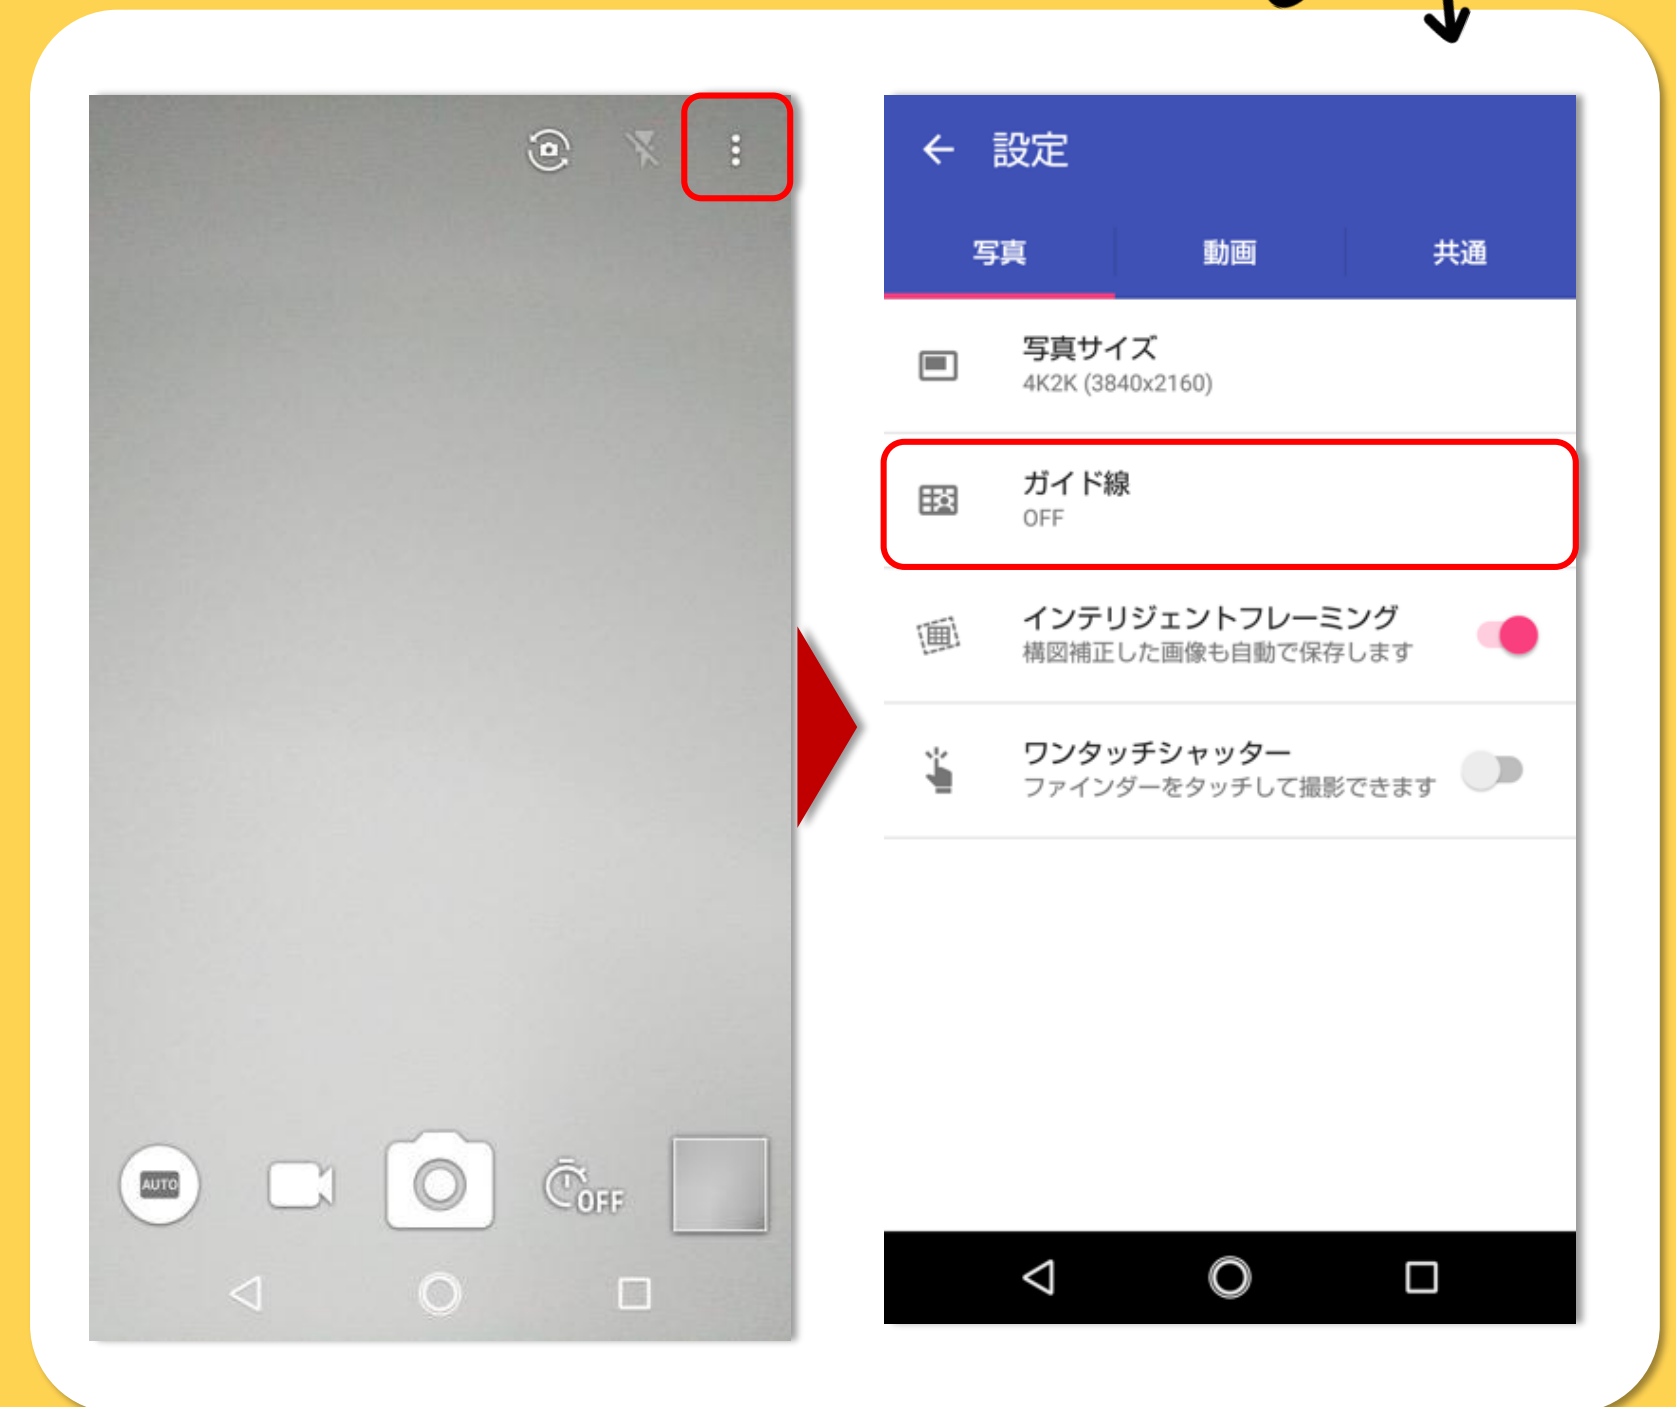 AUTO
OFF
設定
写真 動画 共通
写真サイズ
4K2K (3840x2160)
ガイド線
OFF
インテリジェントフレーミング
構図補正した画像も自動で保存します
ワンタッチシャッター
ファインダーをタッチして撮影できます